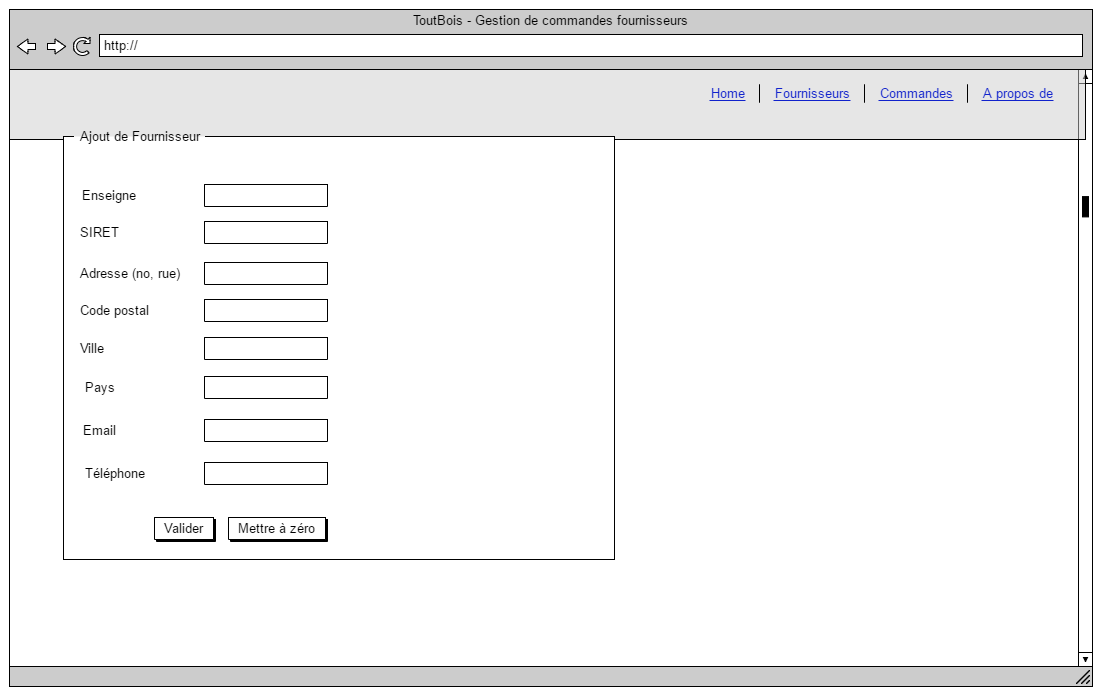 ToutBois - Gestion de commandes fournisseurs
http://
Home Fournisseurs Commandes A propos de
Ajout de Fournisseur
Enseigne
SIRET
Adresse (no, rue)
Code postal
Ville
Pays
Email
Téléphone
Valider Mettre à zéro